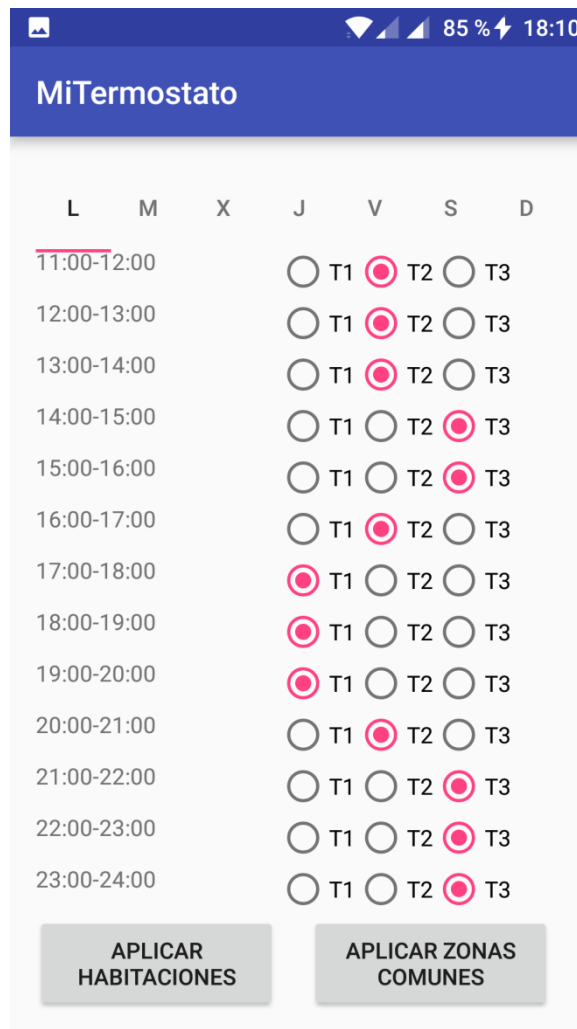 85 % 18:10
MiTermostato
L M X J V S D
11:00-12:00 T1 T2 T3
12:00-13:00 T1 T2 T3
13:00-14:00 T1 T2 T3
14:00-15:00 T1 T2 T3
15:00-16:00 T1 T2 T3
16:00-17:00 T1 T2 T3
17:00-18:00 T1 T2 T3
18:00-19:00 T1 T2 T3
19:00-20:00 T1 T2 T3
20:00-21:00 T1 T2 T3
21:00-22:00 T1 T2 T3
22:00-23:00 T1 T2 T3
23:00-24:00 T1 T2 T3
APLICAR
HABITACIONES
APLICAR ZONAS
COMUNES